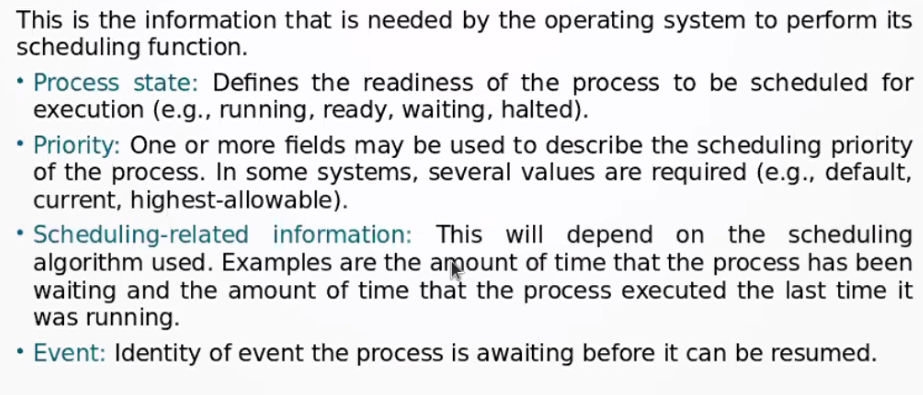 This is the information that is needed by the operating system to perform its
scheduling function.
• Process state: Defines the readiness of the process to be scheduled for
execution (e.g., running, ready, waiting, halted).
• Priority: One or more fields may be used to describe the scheduling priority
of the process. In some systems, several values are required (e.g., default,
current, highest-allowable).
• Scheduling-related information: This will depend on the scheduling
algorithm used. Examples are the amount of time that the process has been
waiting and the amount of time that the process executed the last time it
was running.
• Event: Identity of event the process is awaiting before it can be resumed.